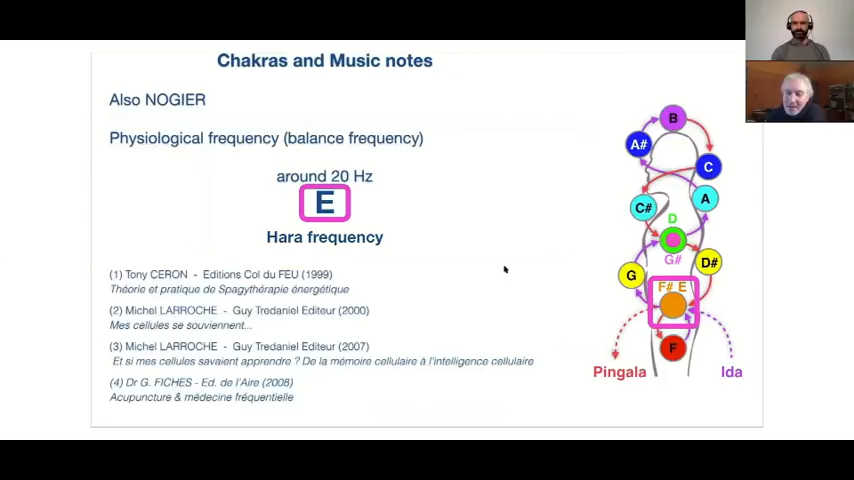 Chakras and Music notes
Also NOGIER
Physiological frequency (balance frequency)
around 20 Hz
E
Hara frequency
(1) Tony CERON - Editions Col du FEU (1999)
Théorie et pratique de Spagythérapie énergétique
(2) Michel LARROCHE - Guy Tredaniel Editeur (2000)
Mes cellules se souviennent...
(3) Michel LARROCHE - Guy Tredaniel Editeur (2007)
Et si mes cellules savaient apprendre ? De la mémoire cellulaire à l'intelligence cellulaire
(4) Dr G. FICHES - Ed. de l'Aire (2008)
Acupuncture & médecine fréquentielle
B
A#
C
A
C#
D
G#
D#
G
F# E
F
Pingala
Ida